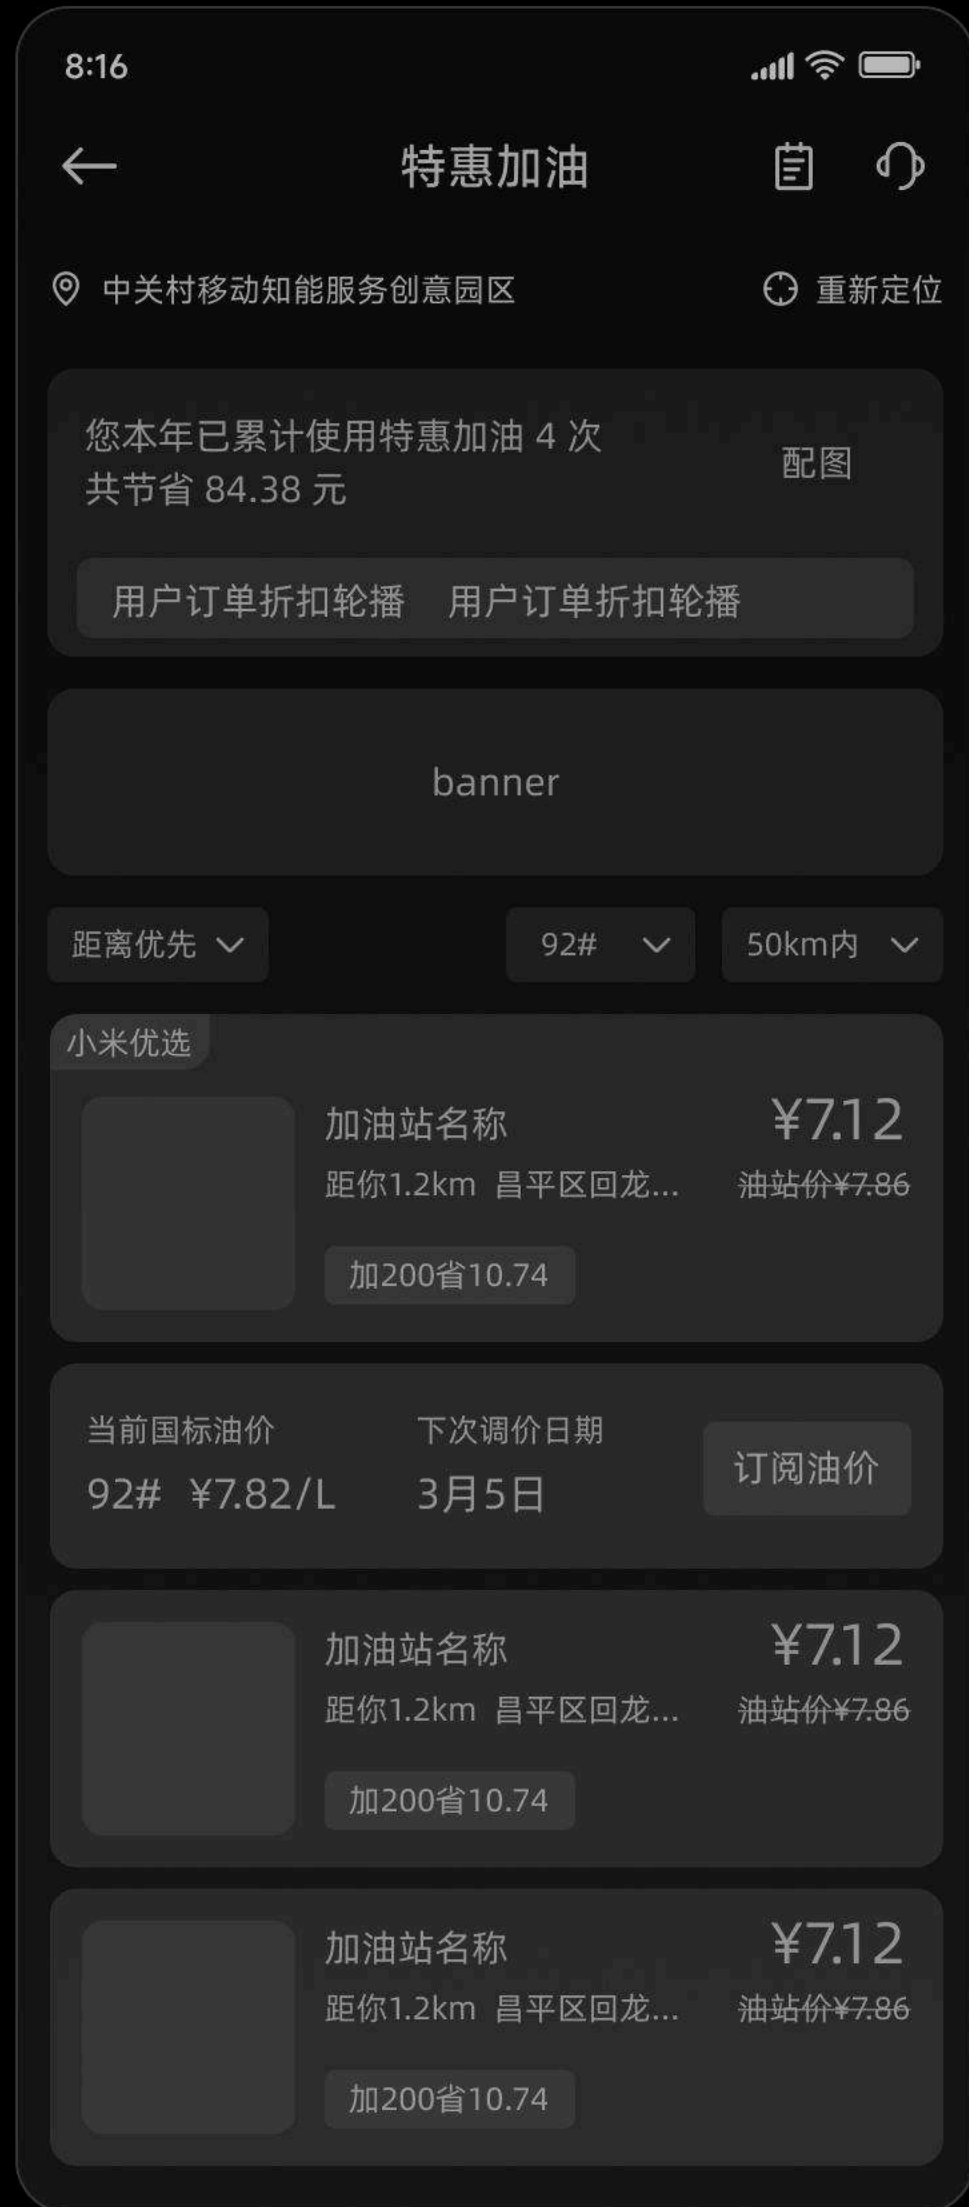 8:16
特惠加油
中关村移动知能服务创意园区 重新定位
您本年已累计使用特惠加油 4 次
共节省 84.38 元
配图
用户订单折扣轮播 用户订单折扣轮播
banner
距离优先 92# 50km内
小米优选
加油站名称 ¥7.12
距你1.2km 昌平区回龙... 油站价¥7.86
加200省10.74
当前国标油价 下次调价日期
92# ¥7.82/L 3月5日
订阅油价
加油站名称 ¥7.12
距你1.2km 昌平区回龙... 油站价¥7.86
加200省10.74
加油站名称 ¥7.12
距你1.2km 昌平区回龙... 油站价¥7.86
加200省10.74